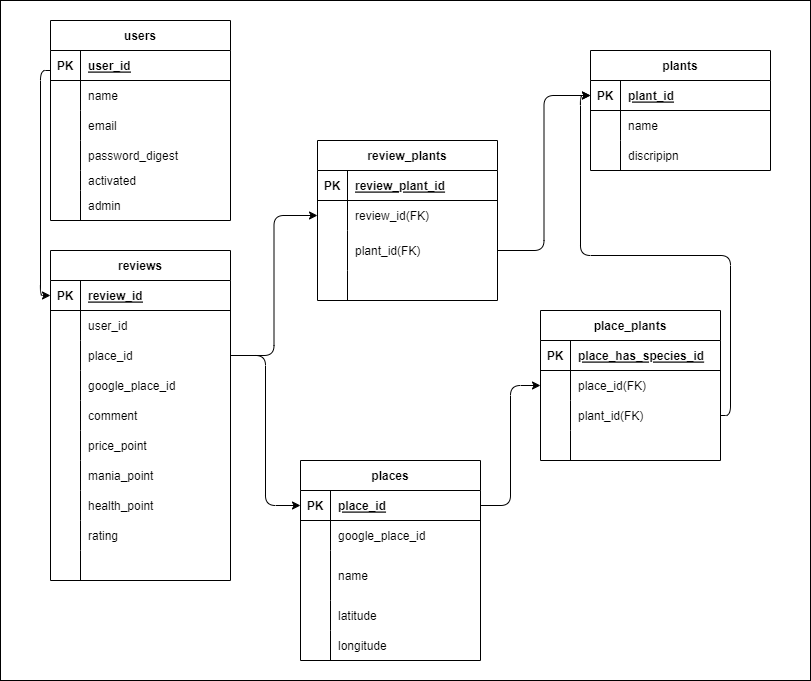 users
PK user_id
name
email
password_digest
activated
admin
reviews
PK review_id
user_id
place_id
google_place_id
comment
price_point
mania_point
health_point
rating
review_plants
PK review_plant_id
review_id(FK)
plant_id(FK)
places
PK place_id
google_place_id
name
latitude
longitude
plants
PK plant_id
name
discripipn
place_plants
PK place_has_species_id
place_id(FK)
plant_id(FK)